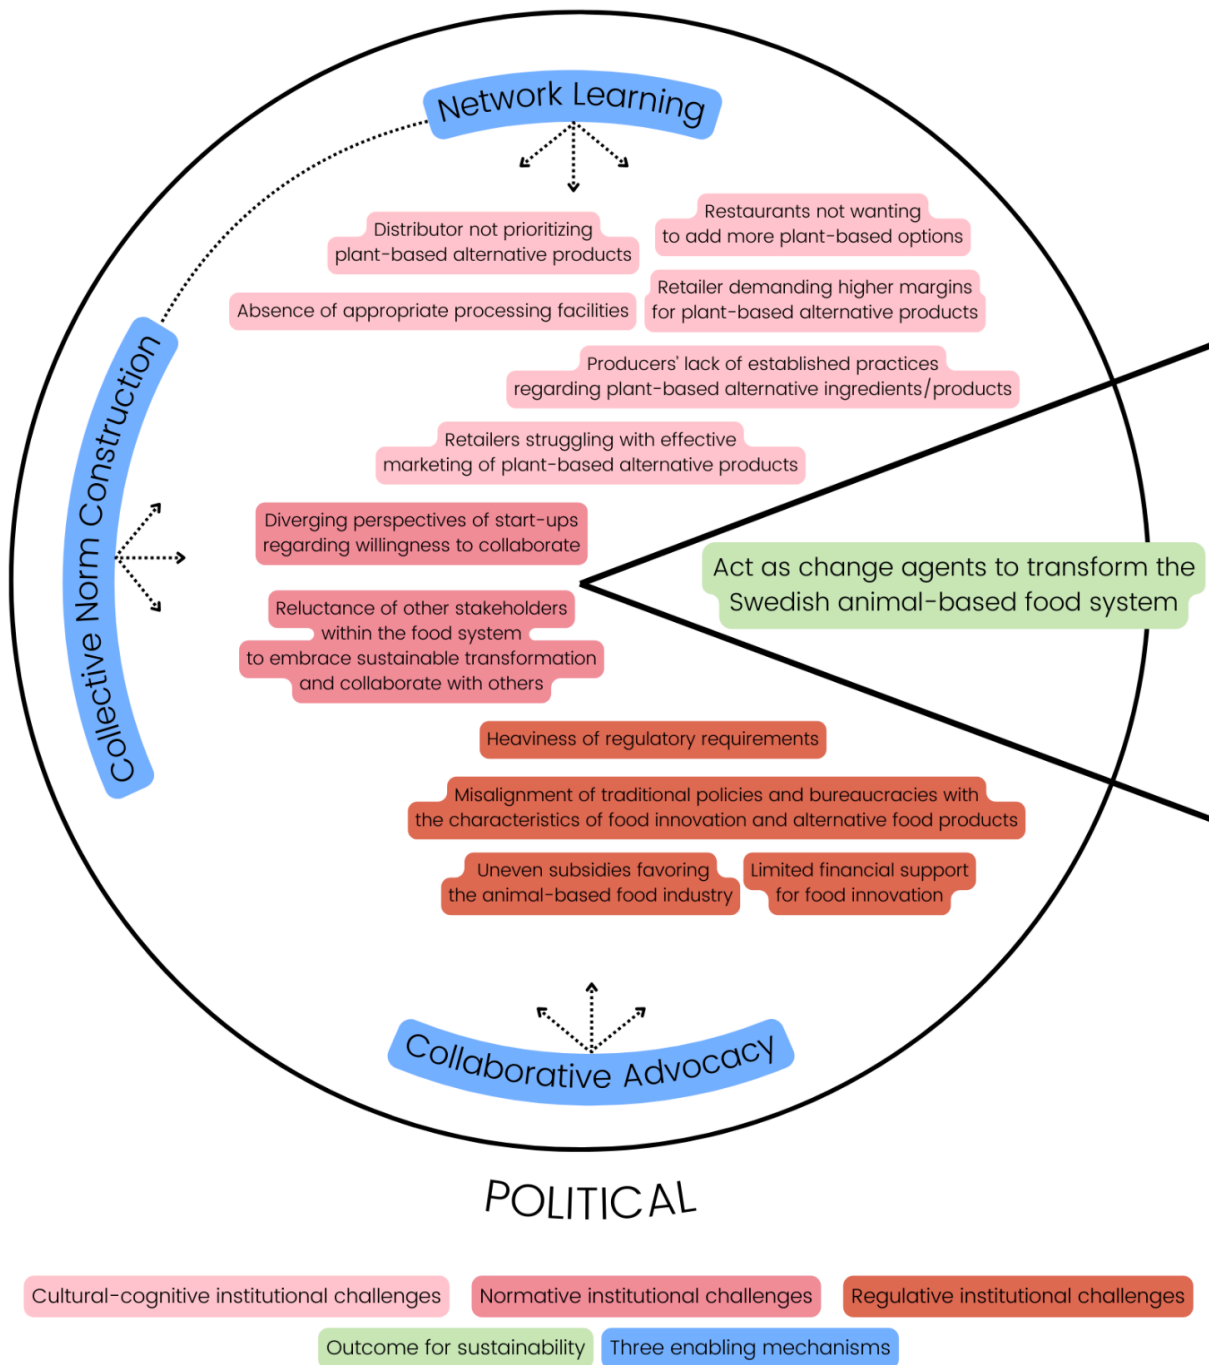 Network Learning
Restaurants not wanting
to add more plant-based options
Distributor not prioritizing
plant-based alternative products
Retailer demanding higher margins
for plant-based alternative products
Absence of appropriate processing facilities
Producers' lack of established practices
regarding plant-based alternative ingredients/products
Retailers struggling with effective
marketing of plant-based alternative products
Collective Norm Construction
Diverging perspectives of start-ups
regarding willingness to collaborate
Act as change agents to transform the
Swedish animal-based food system
Reluctance of other stakeholders
within the food system
to embrace sustainable transformation
and collaborate with others
Heaviness of regulatory requirements
Misalignment of traditional policies and bureaucracies with
the characteristics of food innovation and alternative food products
Uneven subsidies favoring
the animal-based food industry
Limited financial support
for food innovation
Collaborative Advocacy
POLITICAL
Cultural-cognitive institutional challenges
Normative institutional challenges
Regulative institutional challenges
Outcome for sustainability
Three enabling mechanisms